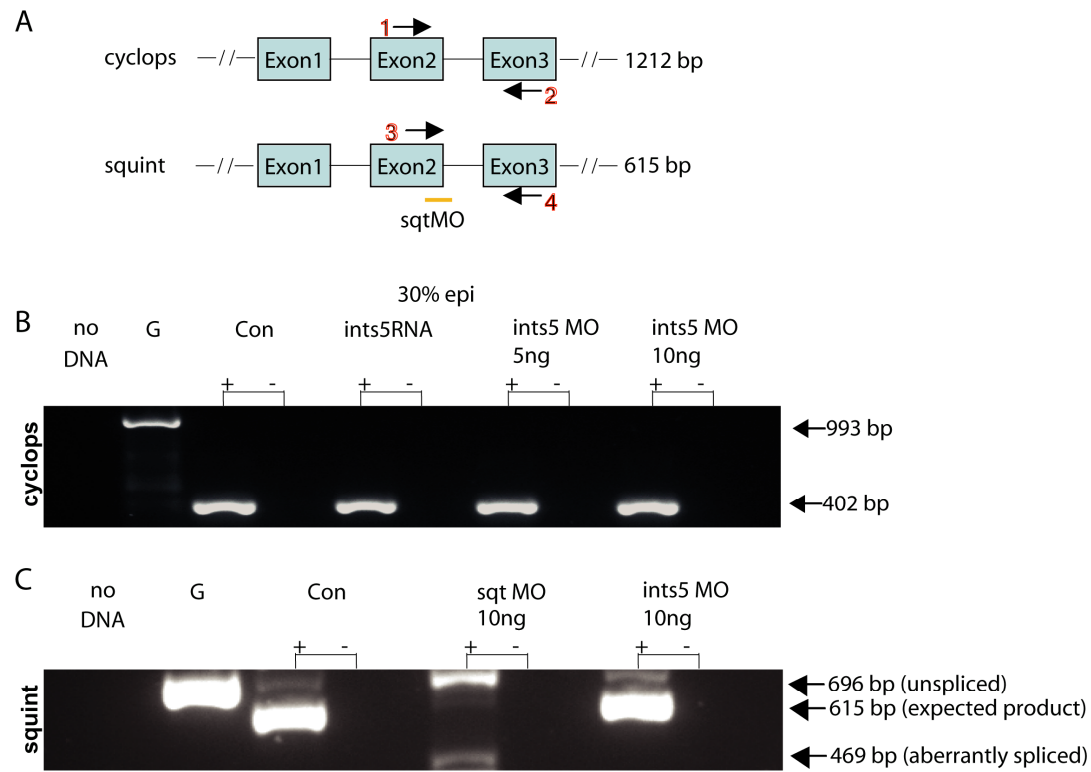 A
1
cyclops —//— Exon1 Exon2 Exon3 —//— 1212 bp
2
3
squint —//— Exon1 Exon2 Exon3 —//— 615 bp
4
sqtMO
30% epi
B
no DNA G Con ints5RNA ints5 MO 5ng ints5 MO 10ng
+ - + - + - + -
cyclops
993 bp
402 bp
C
no DNA G Con sqt MO 10ng ints5 MO 10ng
+ - + - + -
squint
696 bp (unspliced)
615 bp (expected product)
469 bp (aberrantly spliced)